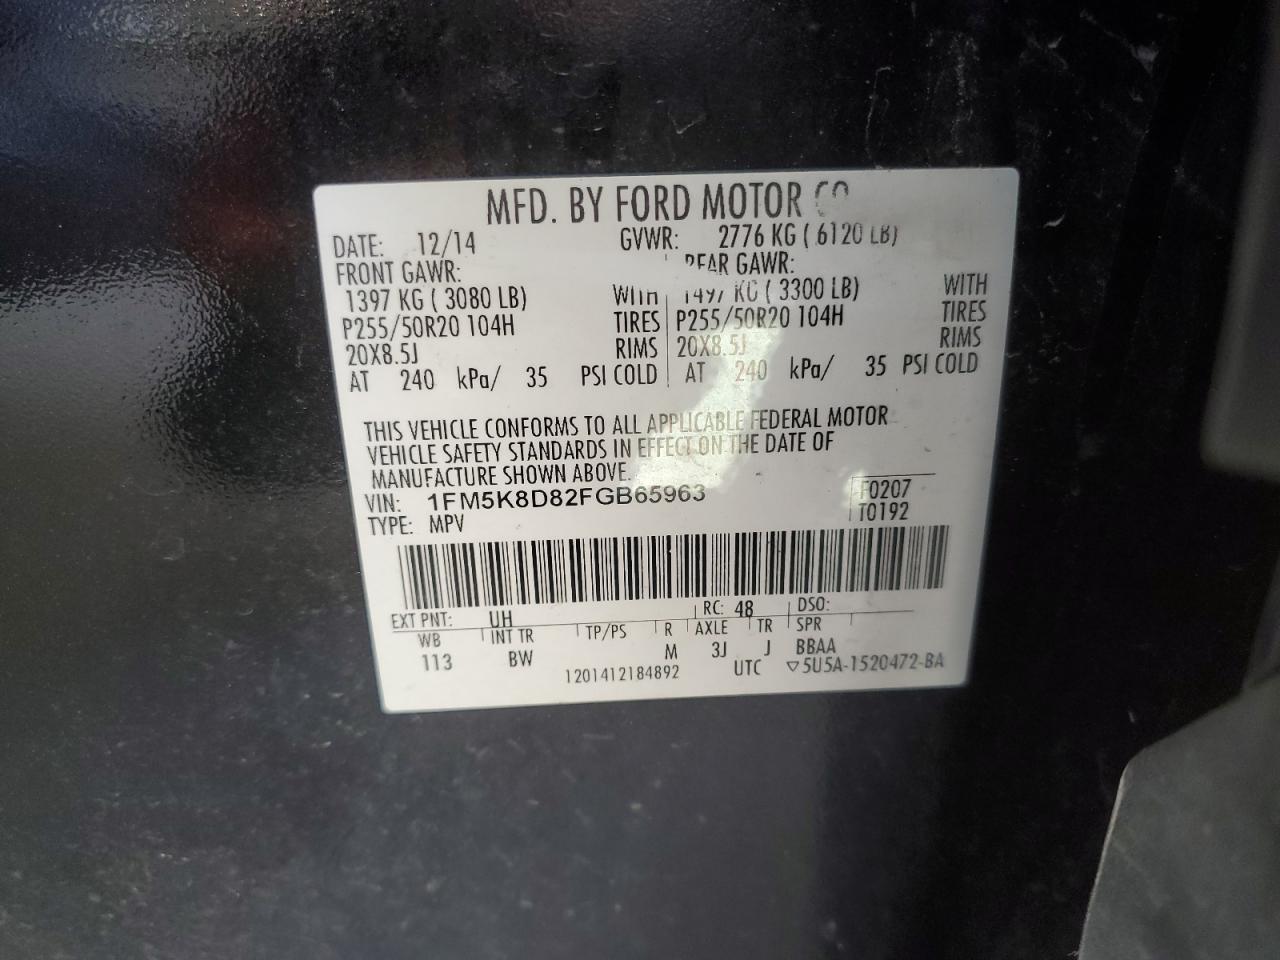 MFD. BY FORD MOTOR CO
DATE: 12/14 GVWR: 2776 KG ( 6120 LB)
FRONT GAWR: REAR GAWR:
1397 KG ( 3080 LB) WITH 1497 KG ( 3300 LB) WITH
P255/50R20 104H TIRES P255/50R20 104H TIRES
20X8.5J RIMS 20X8.5J RIMS
AT 240 kPa/ 35 PSI COLD AT 240 kPa/ 35 PSI COLD
THIS VEHICLE CONFORMS TO ALL APPLICABLE FEDERAL MOTOR
VEHICLE SAFETY STANDARDS IN EFFECT ON THE DATE OF
MANUFACTURE SHOWN ABOVE.
VIN: 1FM5K8D82FGB65963 F0207
TYPE: MPV T0192
EXT PNT: UH RC: 48 DSO:
WB INT TR TP/PS R AXLE TR SPR
113 BW M 3J J BBAA
1201412184892 UTC ▽5U5A-1520472-BA